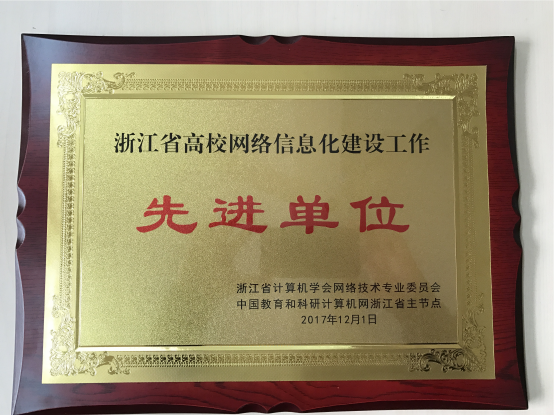 浙江省高校网络信息化建设工作
先进单位
浙江省计算机学会网络技术专业委员会
中国教育和科研计算机网浙江省主节点
2017年12月1日